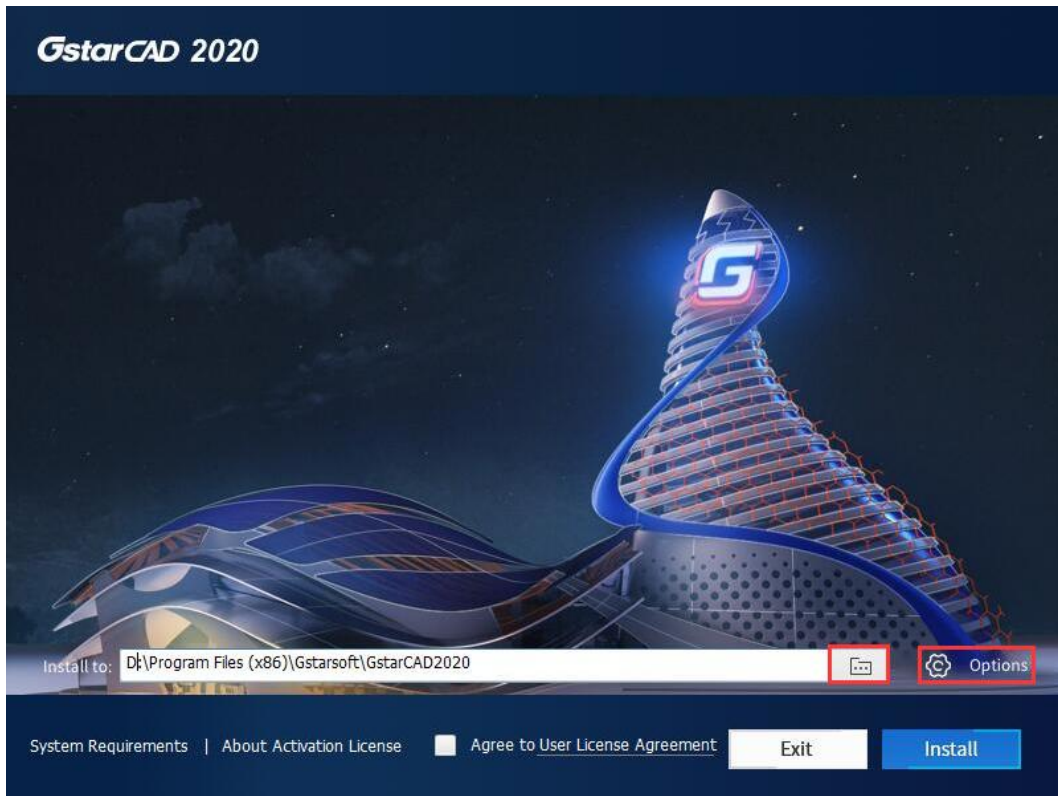 GstarCAD 2020
G
Install to: D:\Program Files (x86)\Gstarsoft\GstarCAD2020 ... Options
System Requirements | About Activation License Agree to User License Agreement Exit Install